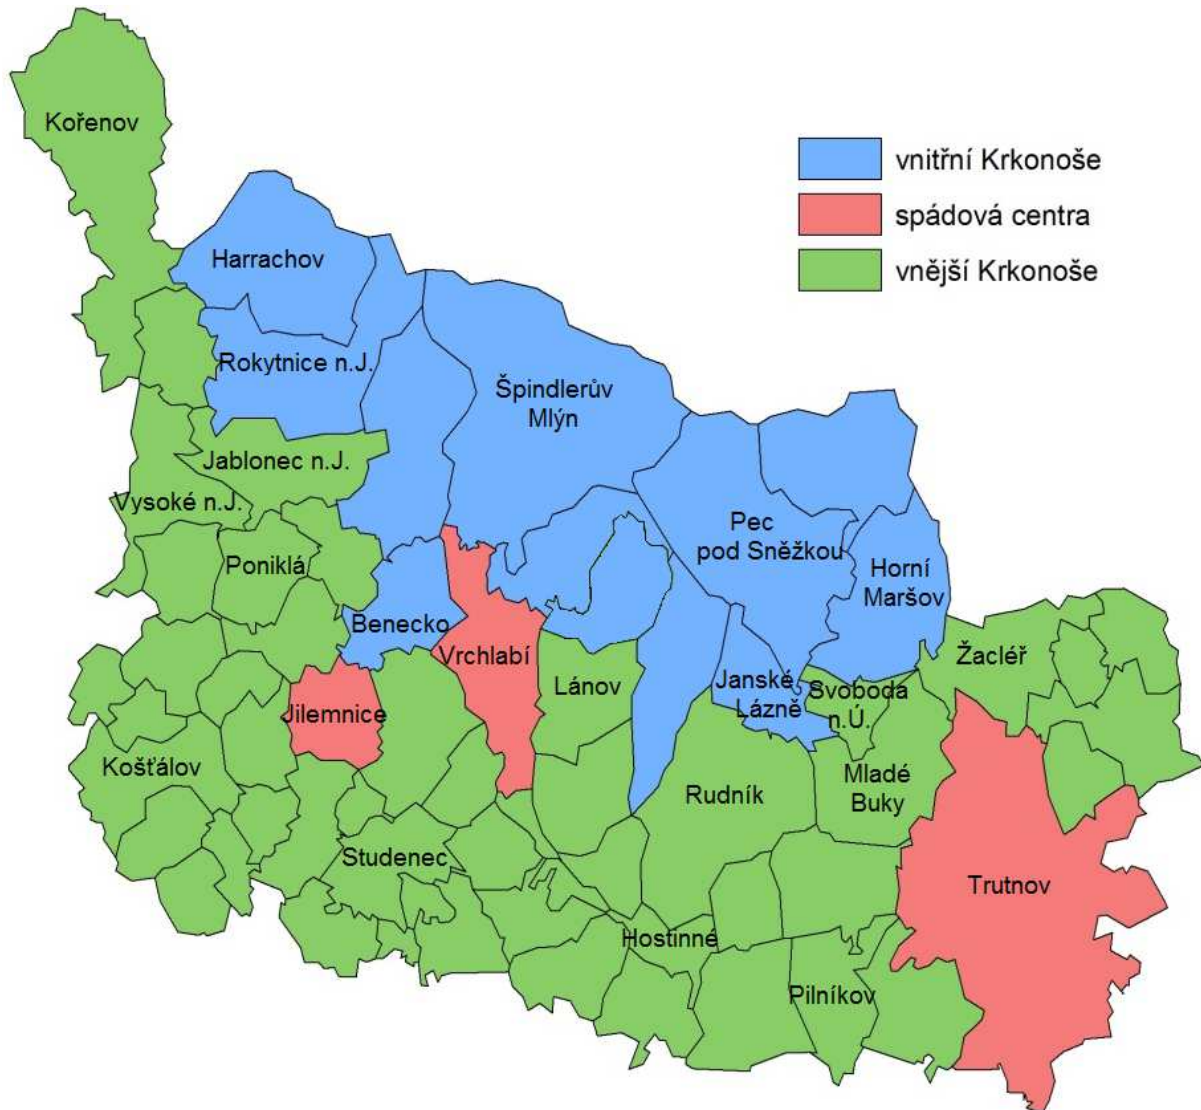 Kořenov
vnitřní Krkonoše
spádová centra
vnější Krkonoše
Harrachov
Rokytnice n.J.
Špindlerův
Mlýn
Jablonec n.J.
Vysoké n.J.
Pec
pod Sněžkou
Poniklá
Horní
Maršov
Benecko
Vrchlabí
Žacléř
Lánov
Janské
Lázně
Svoboda
n.Ú.
Jilemnice
Košťálov
Rudník
Mladé
Buky
Studenec
Trutnov
Hostinné
Pilníkov